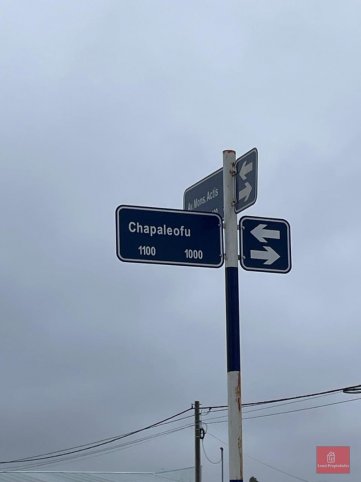 Av. Mons. Actis
Chapaleofu
1100 1000